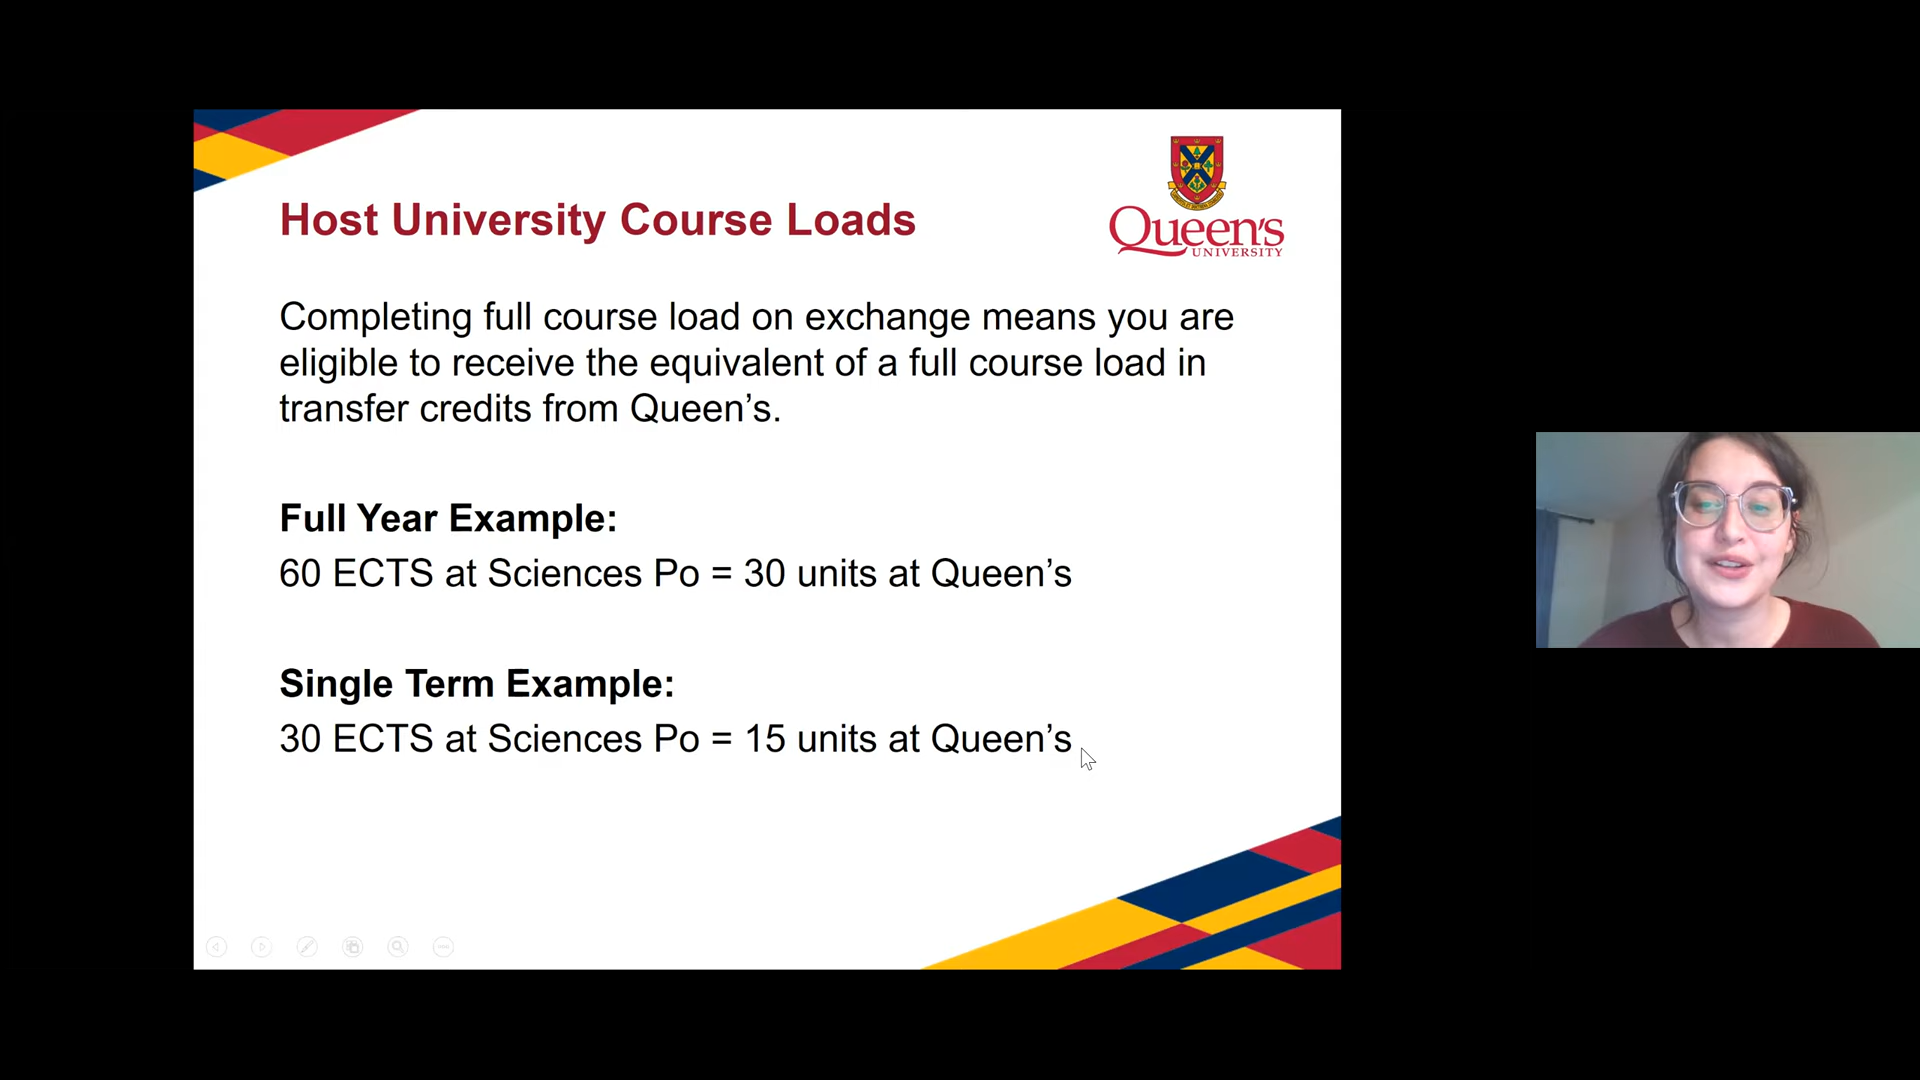 Queen's
UNIVERSITY
Host University Course Loads
Completing full course load on exchange means you are
eligible to receive the equivalent of a full course load in
transfer credits from Queen’s.
Full Year Example:
60 ECTS at Sciences Po = 30 units at Queen’s
Single Term Example:
30 ECTS at Sciences Po = 15 units at Queen’s